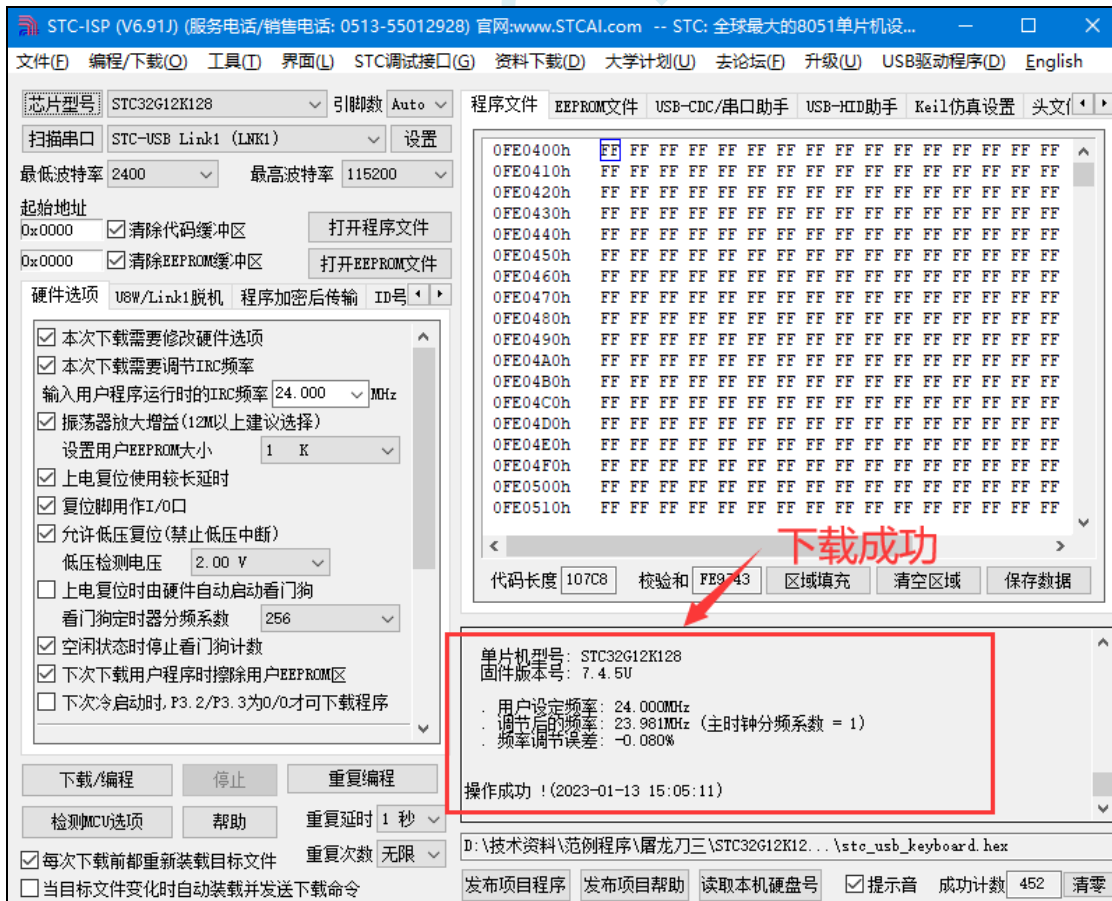 STC-ISP (V6.91J) (服务电话/销售电话: 0513-55012928) 官网:www.STCAI.com -- STC: 全球最大的8051单片机设...
文件(F) 编程/下载(O) 工具(T) 界面(L) STC调试接口(G) 资料下载(D) 大学计划(U) 去论坛(F) 升级(U) USB驱动程序(D) English
芯片型号 STC32G12K128 引脚数 Auto
扫描串口 STC-USB Link1 (LNK1) 设置
最低波特率 2400 最高波特率 115200
起始地址
0x0000 清除代码缓冲区 打开程序文件
0x0000 清除EEPROM缓冲区 打开EEPROM文件
硬件选项 U8W/Link1脱机 程序加密后传输 ID号
本次下载需要修改硬件选项
本次下载需要调节IRC频率
输入用户程序运行时的IRC频率 24.000 MHz
振荡器放大增益(12M以上建议选择)
设置用户EEPROM大小 1 K
上电复位使用较长延时
复位脚用作I/O口
允许低压复位(禁止低压中断)
低压检测电压 2.00 V
上电复位时由硬件自动启动看门狗
看门狗定时器分频系数 256
空闲状态时停止看门狗计数
下次下载用户程序时擦除用户EEPROM区
下次冷启动时,P3.2/P3.3为0/0才可下载程序
下载/编程 停止 重复编程
检测MCU选项 帮助 重复延时 1 秒
每次下载前都重新装载目标文件 重复次数 无限
当目标文件变化时自动装载并发送下载命令
程序文件 EEPROM文件 USB-CDC/串口助手 USB-HID助手 Keil仿真设置
0FE0400h FF FF FF FF FF FF FF FF FF FF FF FF FF FF FF FF
0FE0410h FF FF FF FF FF FF FF FF FF FF FF FF FF FF FF FF
0FE0420h FF FF FF FF FF FF FF FF FF FF FF FF FF FF FF FF
0FE0430h FF FF FF FF FF FF FF FF FF FF FF FF FF FF FF FF
0FE0440h FF FF FF FF FF FF FF FF FF FF FF FF FF FF FF FF
0FE0450h FF FF FF FF FF FF FF FF FF FF FF FF FF FF FF FF
0FE0460h FF FF FF FF FF FF FF FF FF FF FF FF FF FF FF FF
0FE0470h FF FF FF FF FF FF FF FF FF FF FF FF FF FF FF FF
0FE0480h FF FF FF FF FF FF FF FF FF FF FF FF FF FF FF FF
0FE0490h FF FF FF FF FF FF FF FF FF FF FF FF FF FF FF FF
0FE04A0h FF FF FF FF FF FF FF FF FF FF FF FF FF FF FF FF
0FE04B0h FF FF FF FF FF FF FF FF FF FF FF FF FF FF FF FF
0FE04C0h FF FF FF FF FF FF FF FF FF FF FF FF FF FF FF FF
0FE04D0h FF FF FF FF FF FF FF FF FF FF FF FF FF FF FF FF
0FE04E0h FF FF FF FF FF FF FF FF FF FF FF FF FF FF FF FF
0FE04F0h FF FF FF FF FF FF FF FF FF FF FF FF FF FF FF FF
0FE0500h FF FF FF FF FF FF FF FF FF FF FF FF FF FF FF FF
0FE0510h FF FF FF FF FF FF FF FF FF FF FF FF FF FF FF FF
下载成功
代码长度 107C8 校验和 区域填充 清空区域 保存数据
单片机型号: STC32G12K128
固件版本号: 7.4.5U
. 用户设定频率: 24.000MHz
. 调节后的频率: 23.981MHz (主时钟分频系数 = 1)
. 频率调节误差: -0.080%
操作成功 !(2023-01-13 15:05:11)
D:\技术资料\范例程序\屠龙刀三\STC32G12K12...\stc_usb_keyboard.hex
发布项目程序 发布项目帮助 读取本机硬盘号 提示音 成功计数 452 清零